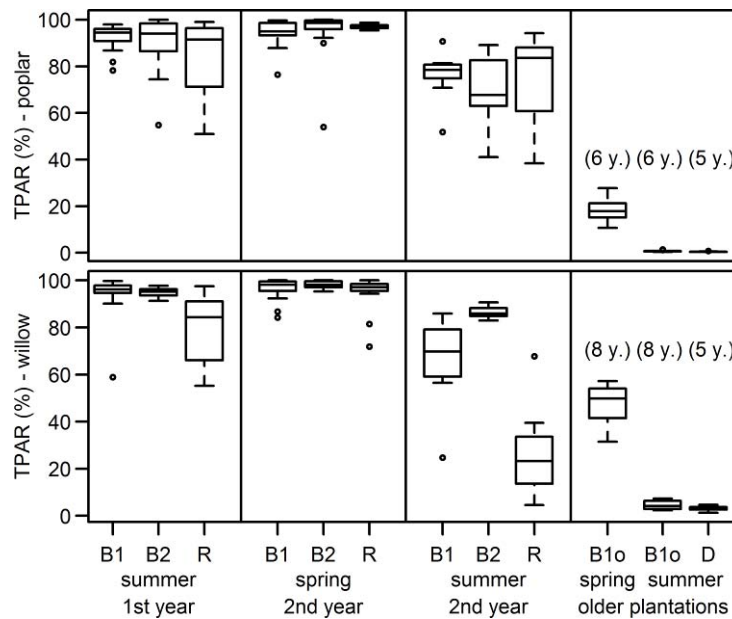 TPAR (%) - poplar
100
80
60
40
20
0
(6 y.) (6 y.) (5 y.)
TPAR (%) - willow
100
80
60
40
20
0
(8 y.) (8 y.) (5 y.)
B1 B2 R B1 B2 R B1 B2 R B1o B1o D
summer spring summer spring summer
1st year 2nd year 2nd year older plantations